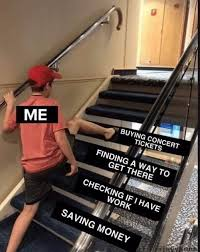 ME
BUYING CONCERT
TICKETS
FINDING A WAY TO
GET THERE
CHECKING IF I HAVE
WORK
SAVING MONEY